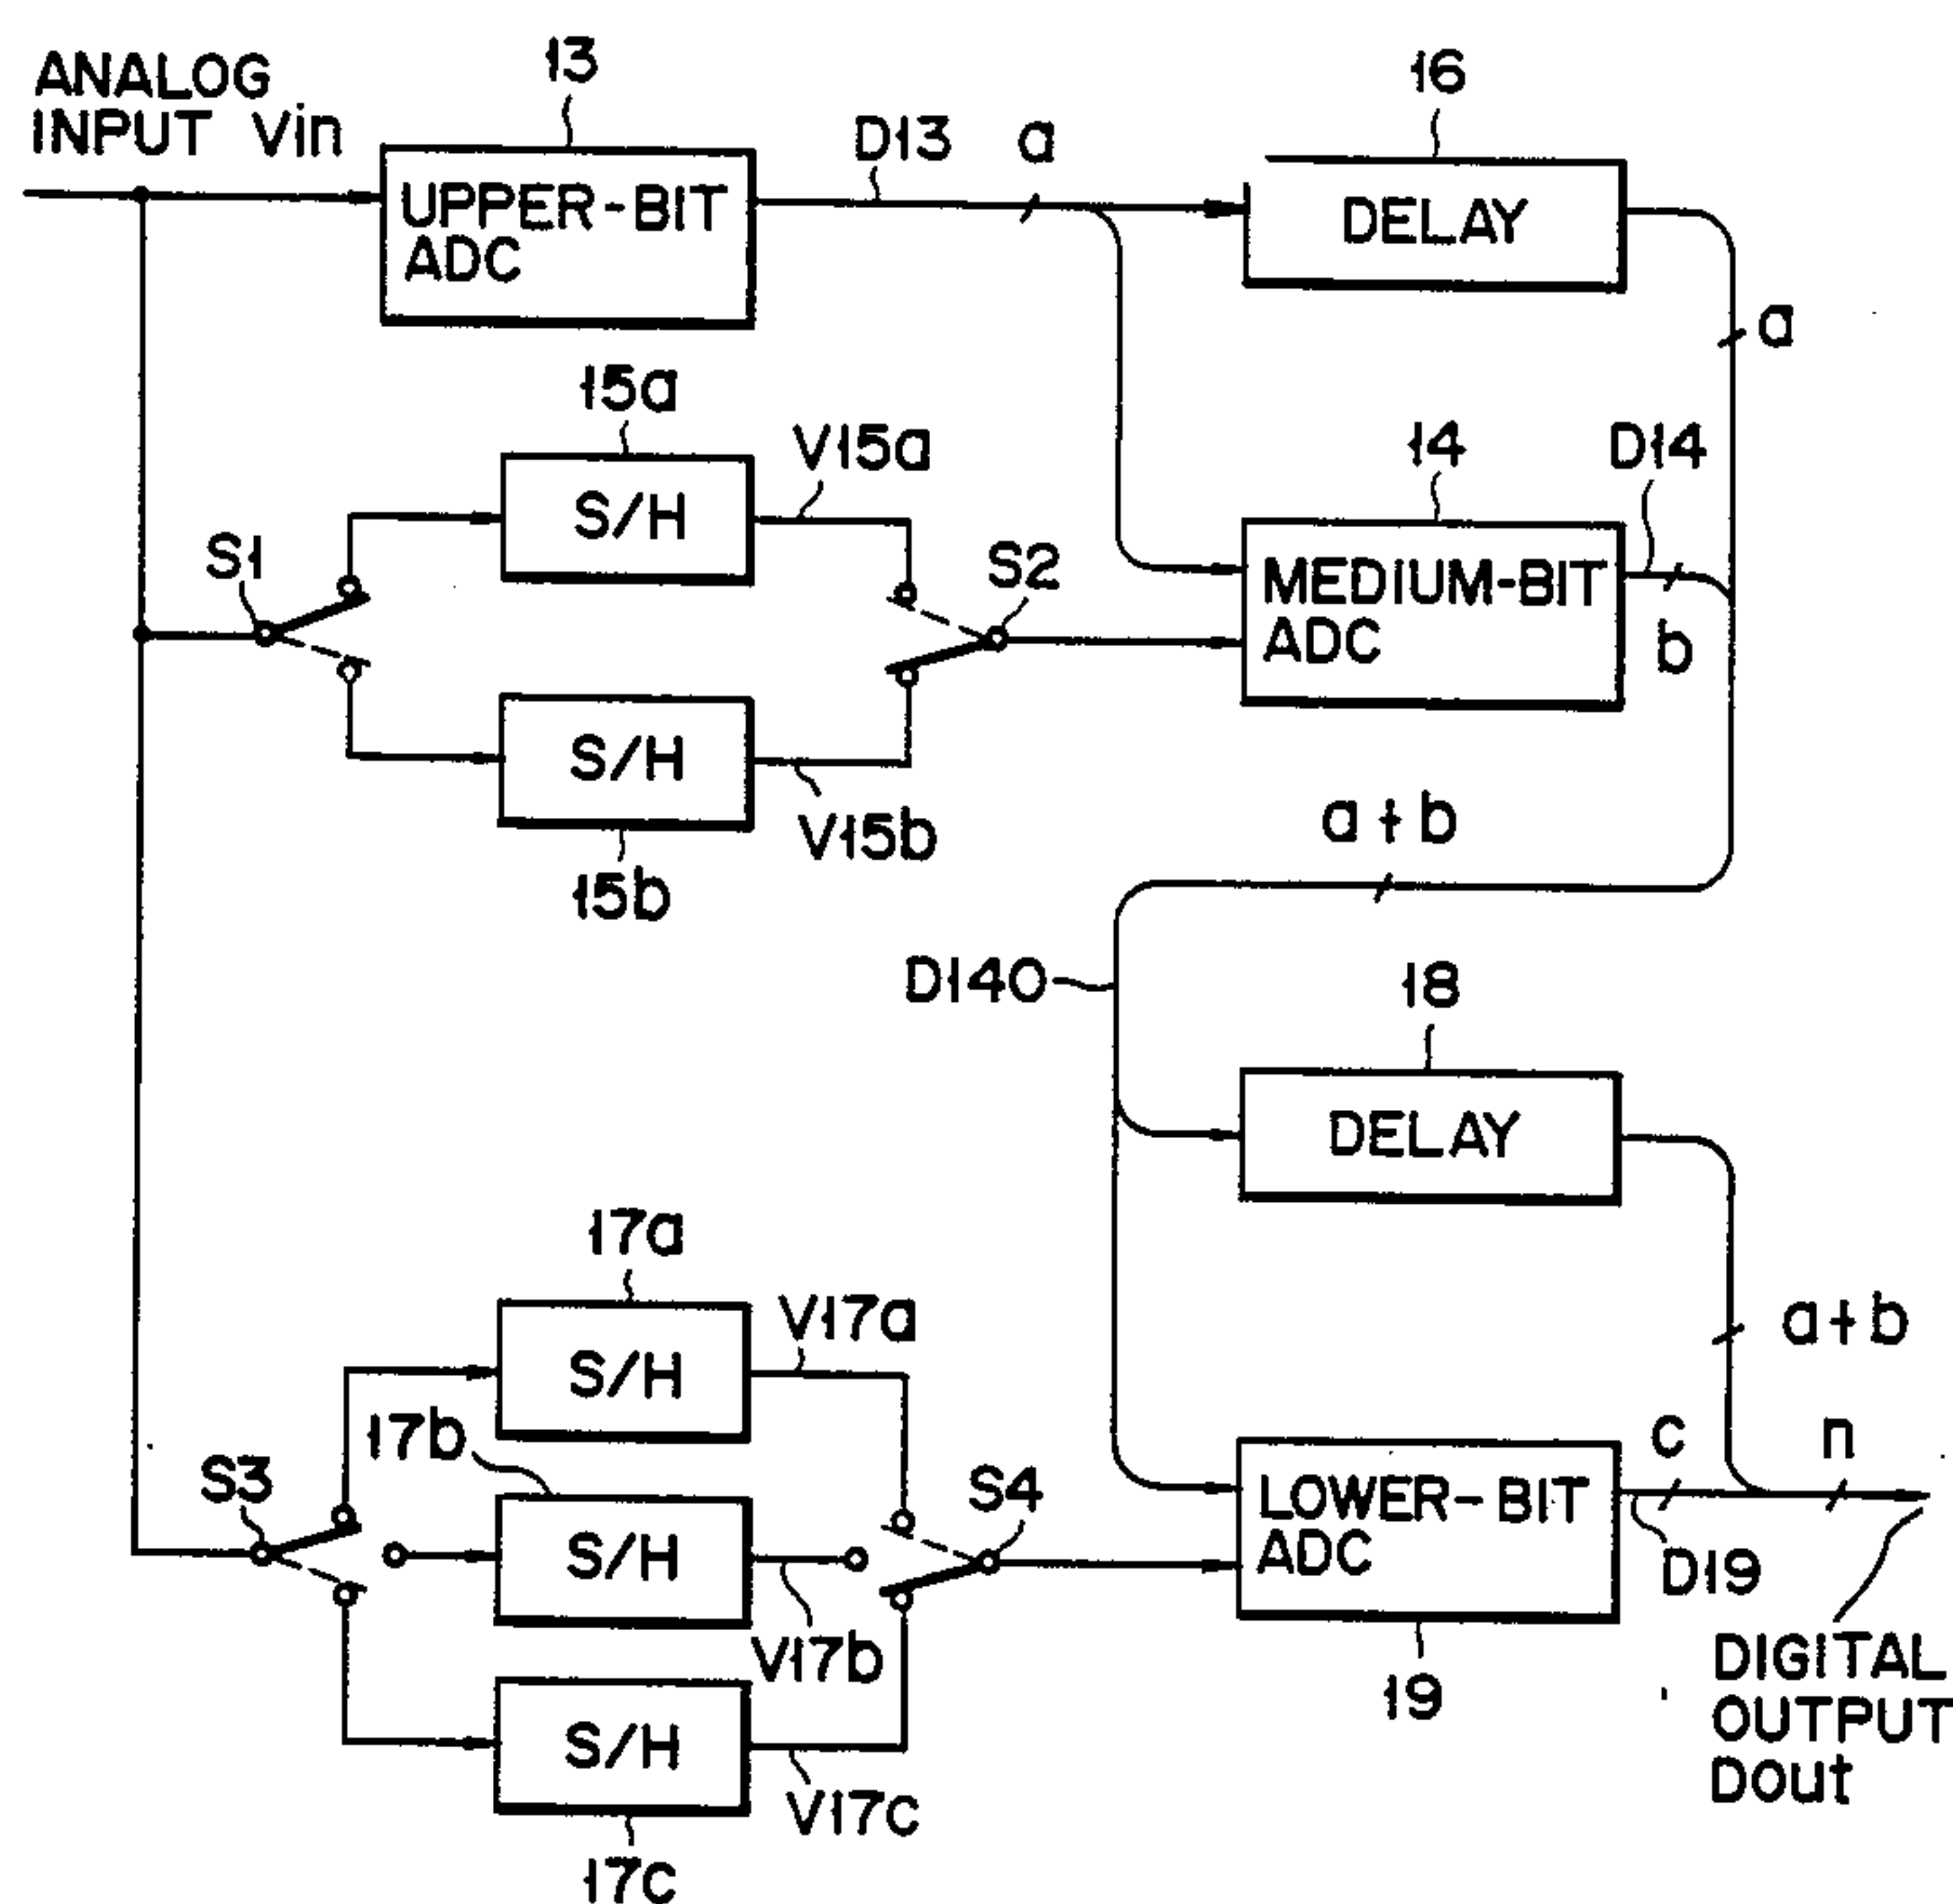 ANALOG
INPUT Vin
13
UPPER-BIT
ADC
D13
a
16
DELAY
a
15a
S/H
V15a
S1
S2
14
MEDIUM-BIT
ADC
D14
b
S/H
V15b
15b
a+b
D140
18
DELAY
a+b
17a
S/H
V17a
17b
S/H
V17b
S3
S4
S/H
V17c
17c
LOWER-BIT
ADC
19
c
n
D19
DIGITAL
OUTPUT
Dout